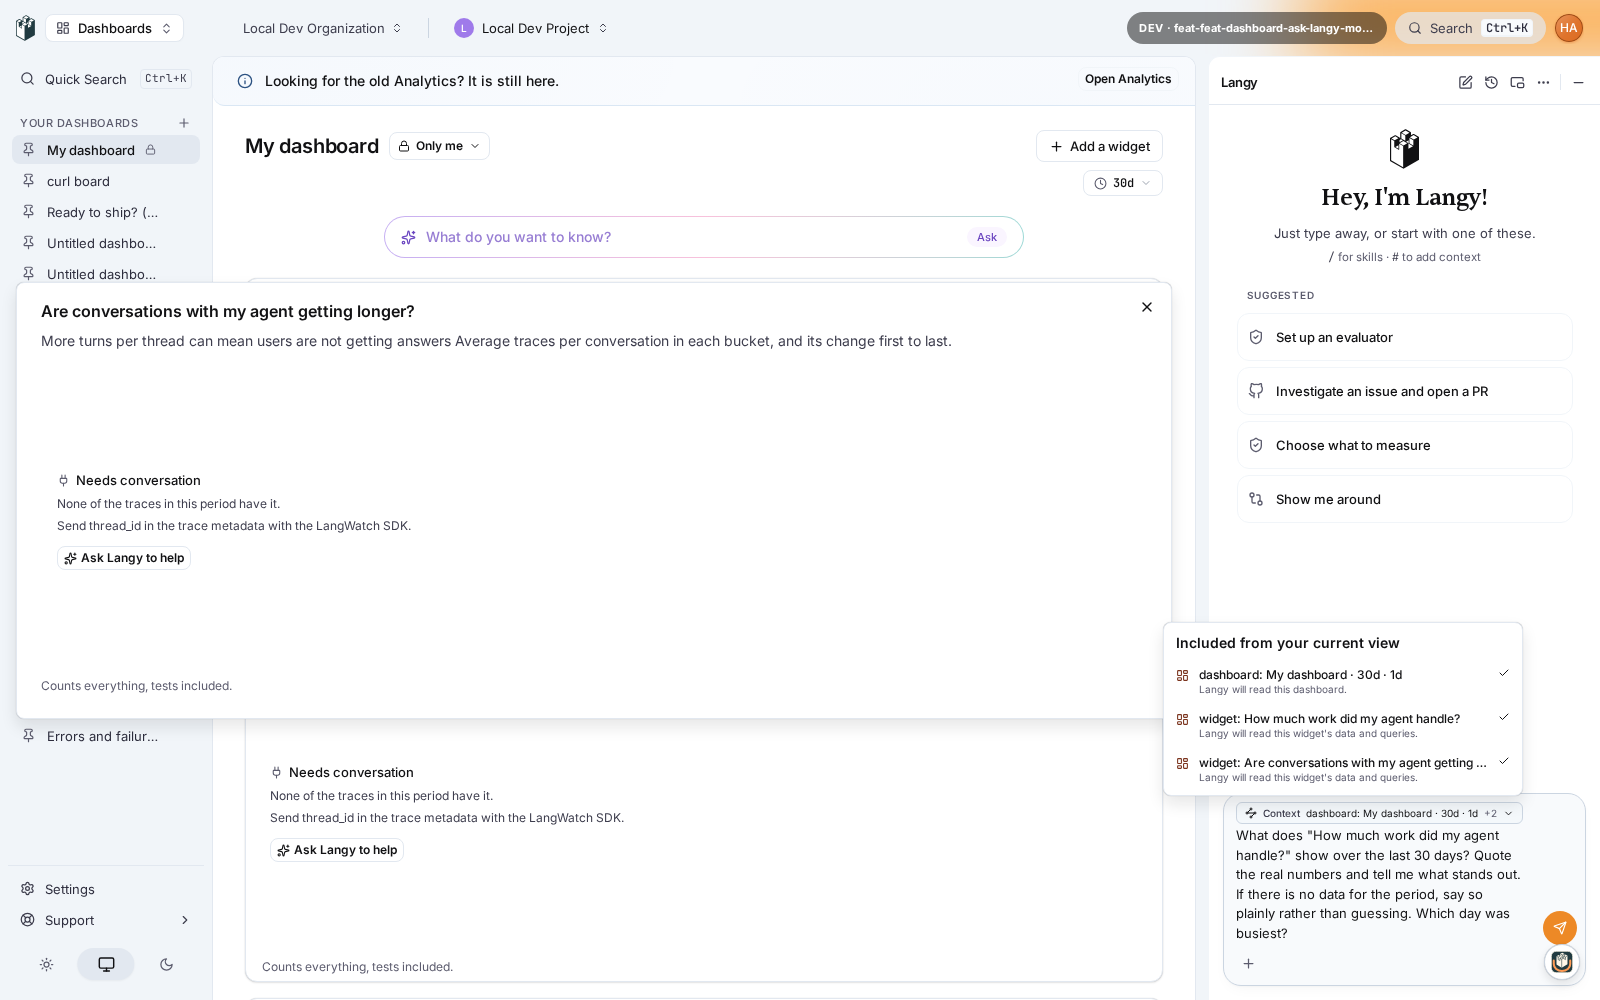 Dashboards
Local Dev Organization
L
Local Dev Project
DEV · feat-feat-dashboard-ask-langy-mo...
Search
Ctrl+K
HA
Quick Search
Ctrl+K
YOUR DASHBOARDS
My dashboard
curl board
Ready to ship? (...
Untitled dashbo...
Untitled dashbo...
Errors and failur...
Settings
Support
Looking for the old Analytics? It is still here.
Open Analytics
My dashboard
Only me
Add a widget
30d
What do you want to know?
Ask
Are conversations with my agent getting longer?
More turns per thread can mean users are not getting answers Average traces per conversation in each bucket, and its change first to last.
Needs conversation
None of the traces in this period have it.
Send thread_id in the trace metadata with the LangWatch SDK.
Ask Langy to help
Counts everything, tests included.
Needs conversation
None of the traces in this period have it.
Send thread_id in the trace metadata with the LangWatch SDK.
Ask Langy to help
Counts everything, tests included.
Langy
Hey, I'm Langy!
Just type away, or start with one of these.
/ for skills · # to add context
SUGGESTED
Set up an evaluator
Investigate an issue and open a PR
Choose what to measure
Show me around
Included from your current view
dashboard: My dashboard · 30d · 1d
Langy will read this dashboard.
widget: How much work did my agent handle?
Langy will read this widget's data and queries.
widget: Are conversations with my agent getting ...
Langy will read this widget's data and queries.
Context dashboard: My dashboard · 30d · 1d +2
What does "How much work did my agent
handle?" show over the last 30 days? Quote
the real numbers and tell me what stands out.
If there is no data for the period, say so
plainly rather than guessing. Which day was
busiest?